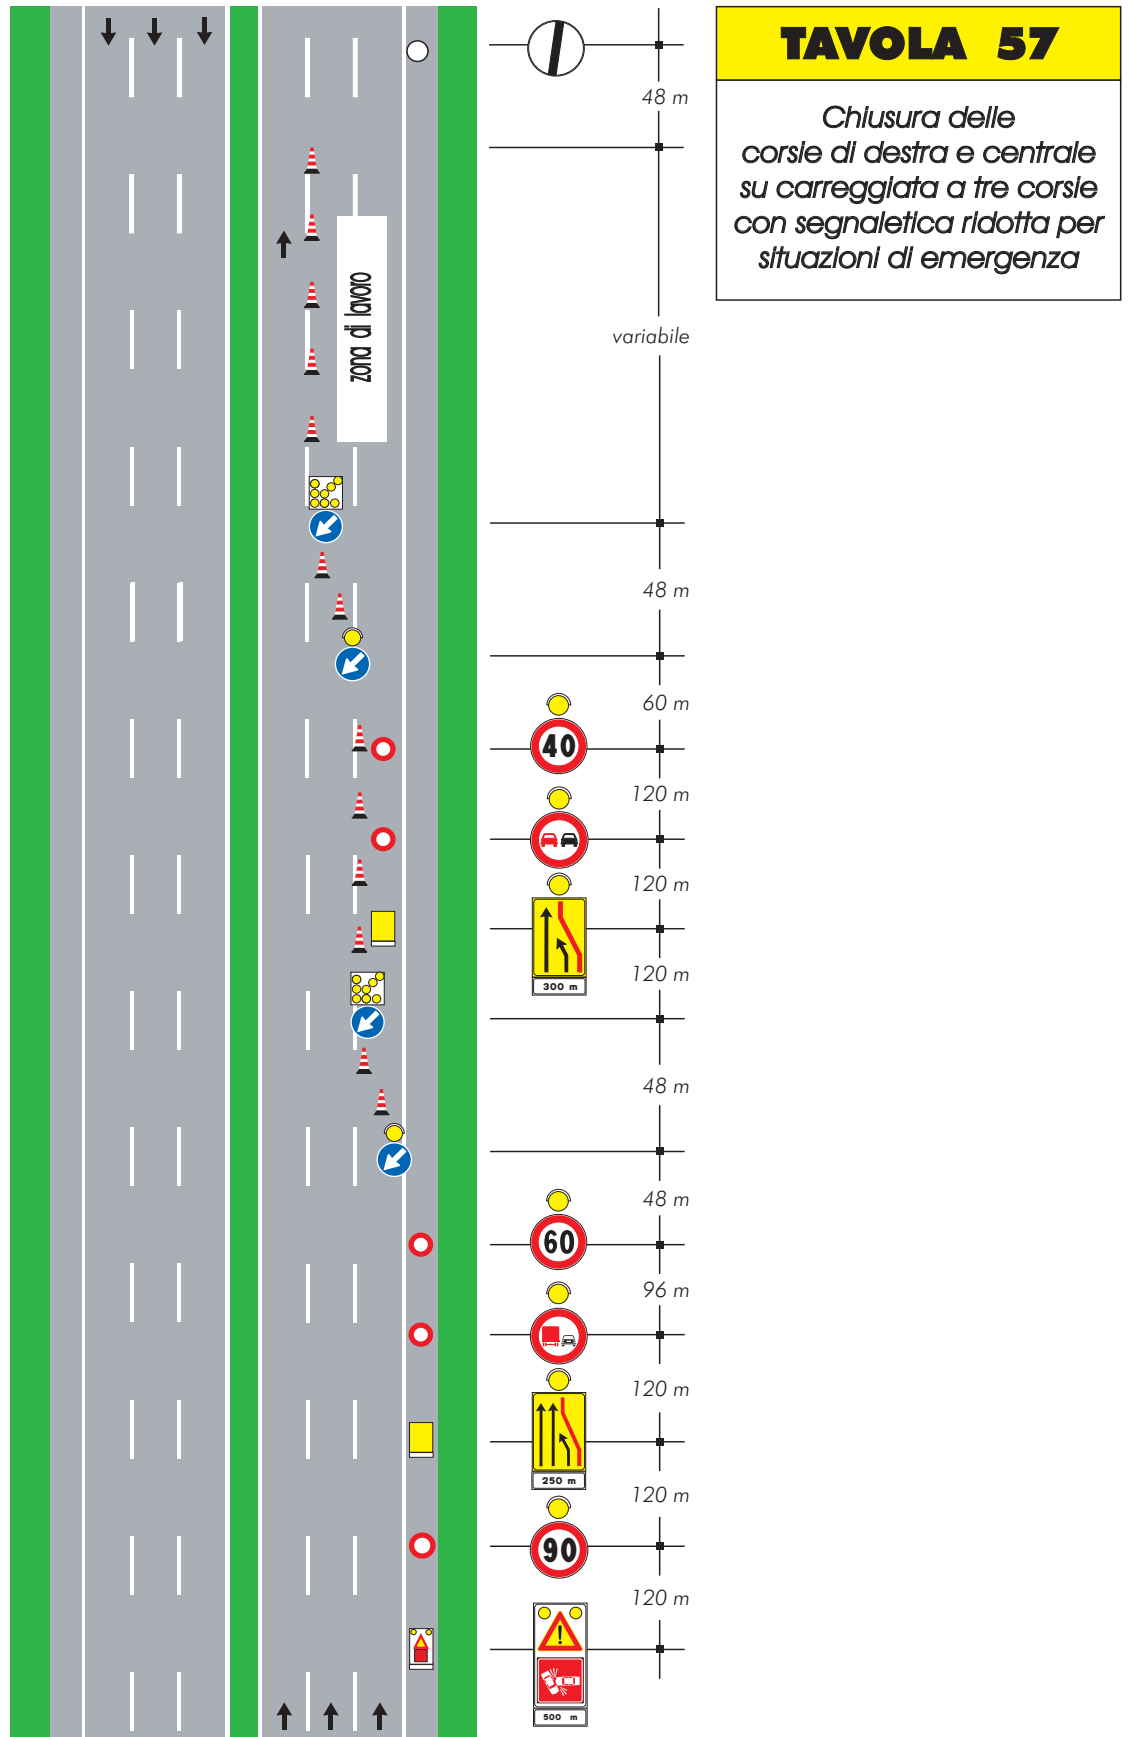 TAVOLA 57
Chiusura delle
corsie di destra e centrale
su carreggiata a tre corsie
con segnaletica ridotta per
situazioni di emergenza
48 m
variabile
zona di lavoro
48 m
60 m
40
120 m
120 m
300 m
120 m
48 m
48 m
60
96 m
120 m
250 m
120 m
90
120 m
!
500 m